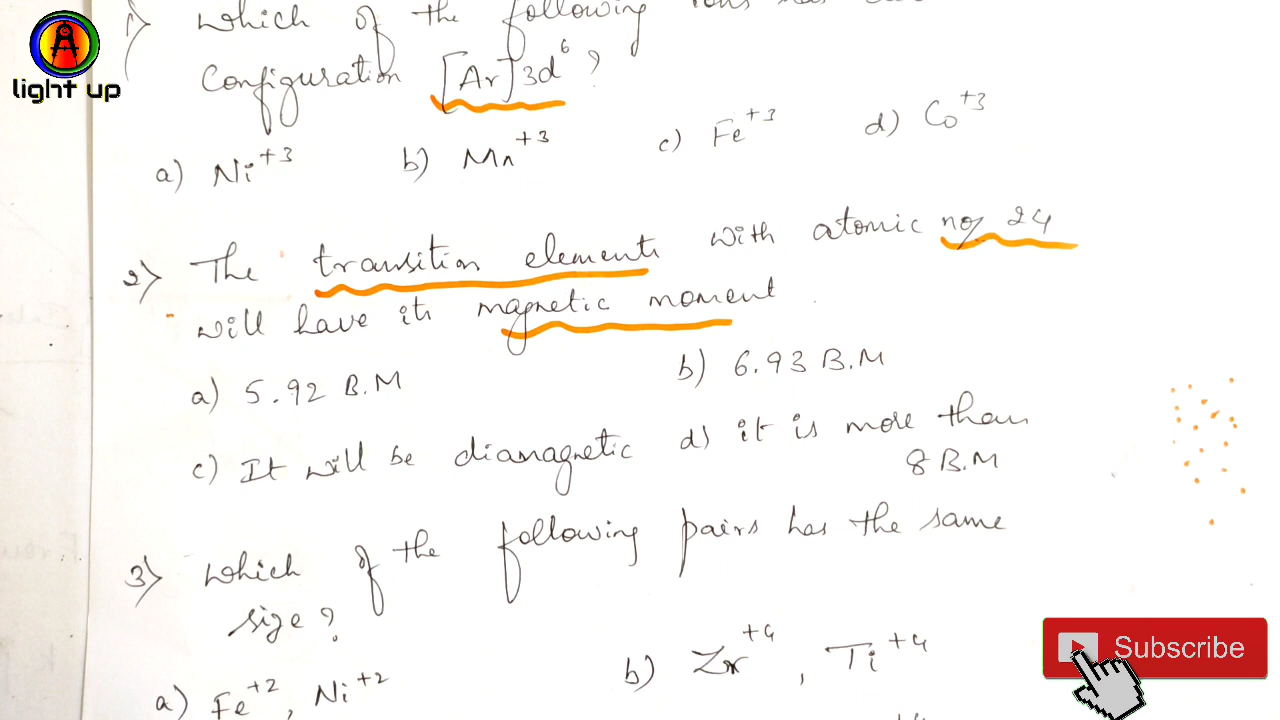 light up
1) Which of the following ions has
Configuration [Ar]3d⁶ ?
a) Ni⁺³ b) Mn⁺³ c) Fe⁺³ d) Co⁺³
2) The transition elements with atomic no. 24
will have its magnetic moment
a) 5.92 B.M b) 6.93 B.M
c) It will be diamagnetic d) it is more than
8 B.M
3) Which of the following pairs has the same
size ?
a) Fe⁺², Ni⁺² b) Zr⁺⁴, Ti⁺⁴
Subscribe